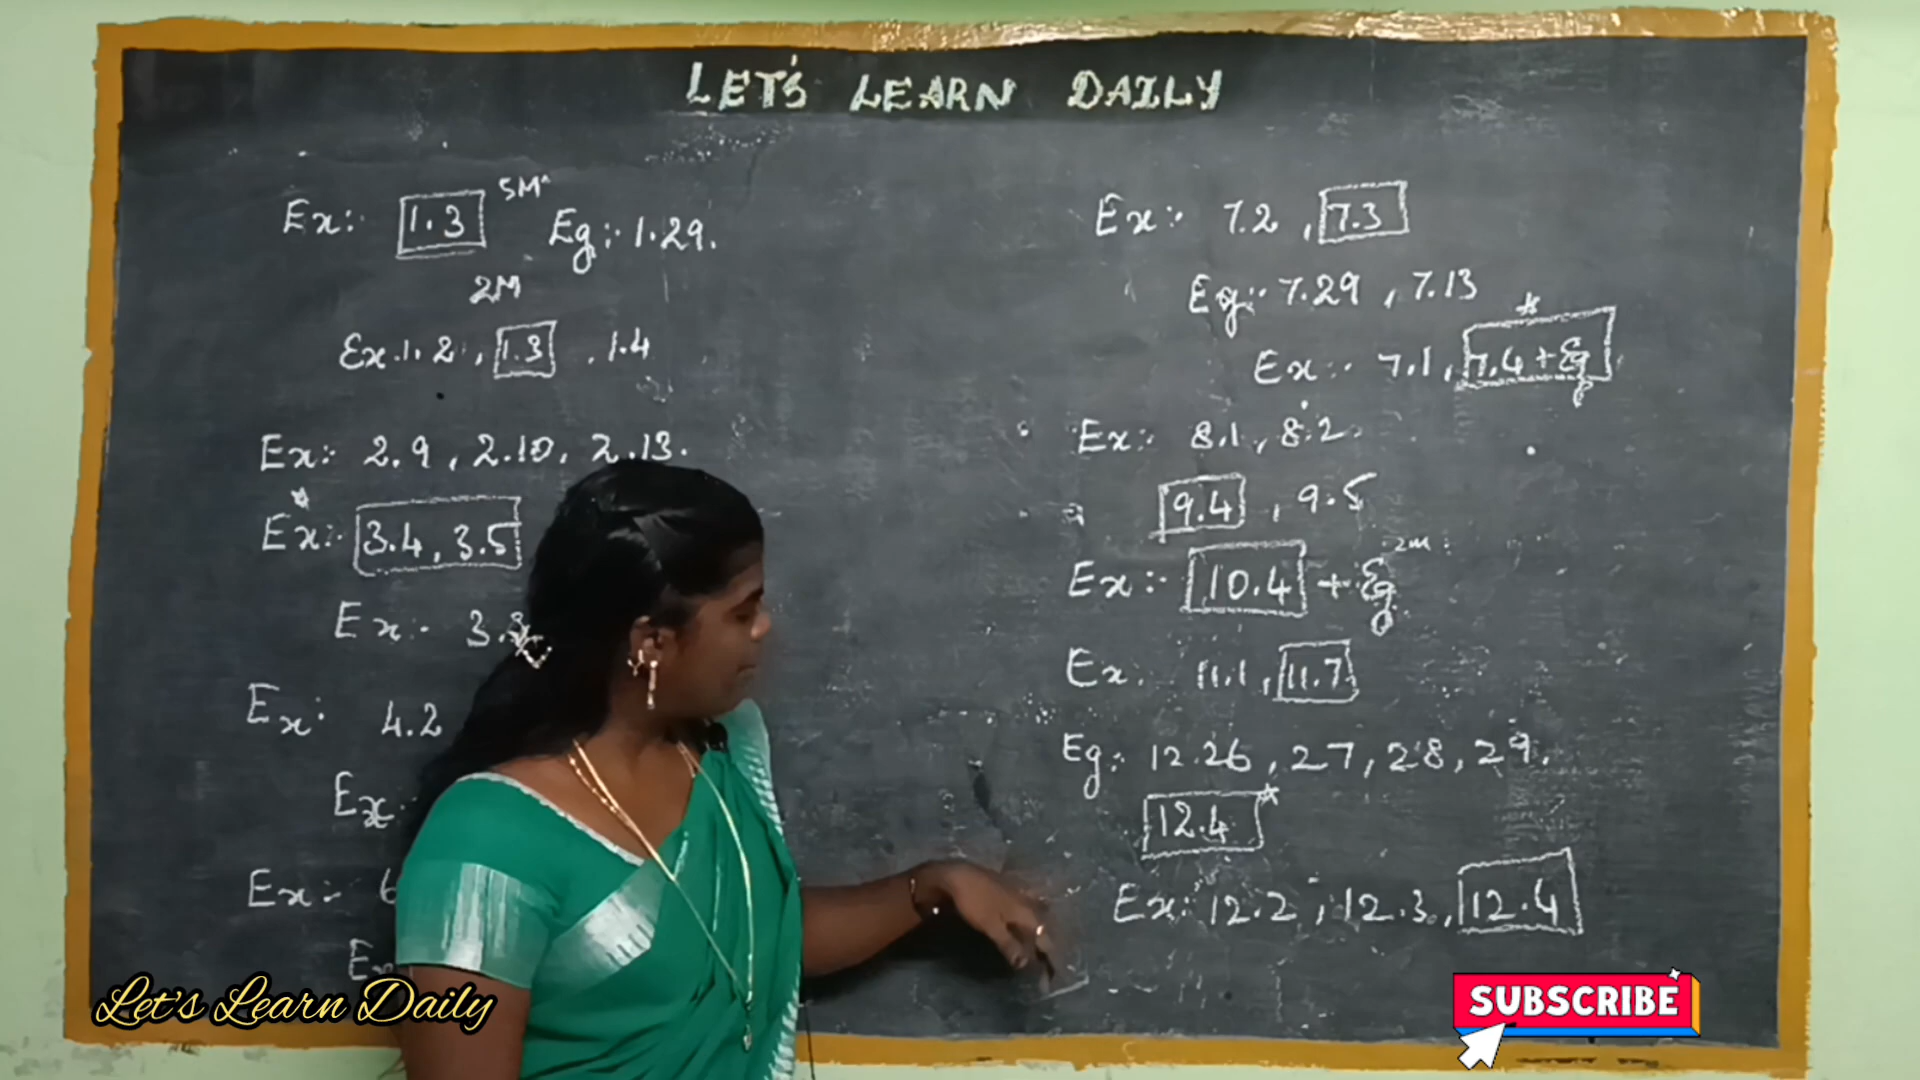 LET'S LEARN DAILY
5M
Ex:- 1.3 Eg:- 1.29.
2M
Ex.1.2, 1.3, 1.4
Ex:- 2.9, 2.10, 2.13.
Ex:- 3.4, 3.5
Ex:-
Ex: 4.2
Ex
Ex:- 6
Ex
Ex:- 7.2, 7.3
Eg:- 7.29, 7.13
Ex:- 7.1, 7.4 + Eg
Ex:- 8.1, 8.2
9.4, 9.5
2m
Ex:- 10.4 + Eg
Ex. 11.1, 11.7
Eg:- 12.26, 27, 28, 29.
12.4
Ex:- 12.2, 12.3, 12.4
Let's Learn Daily
SUBSCRIBE